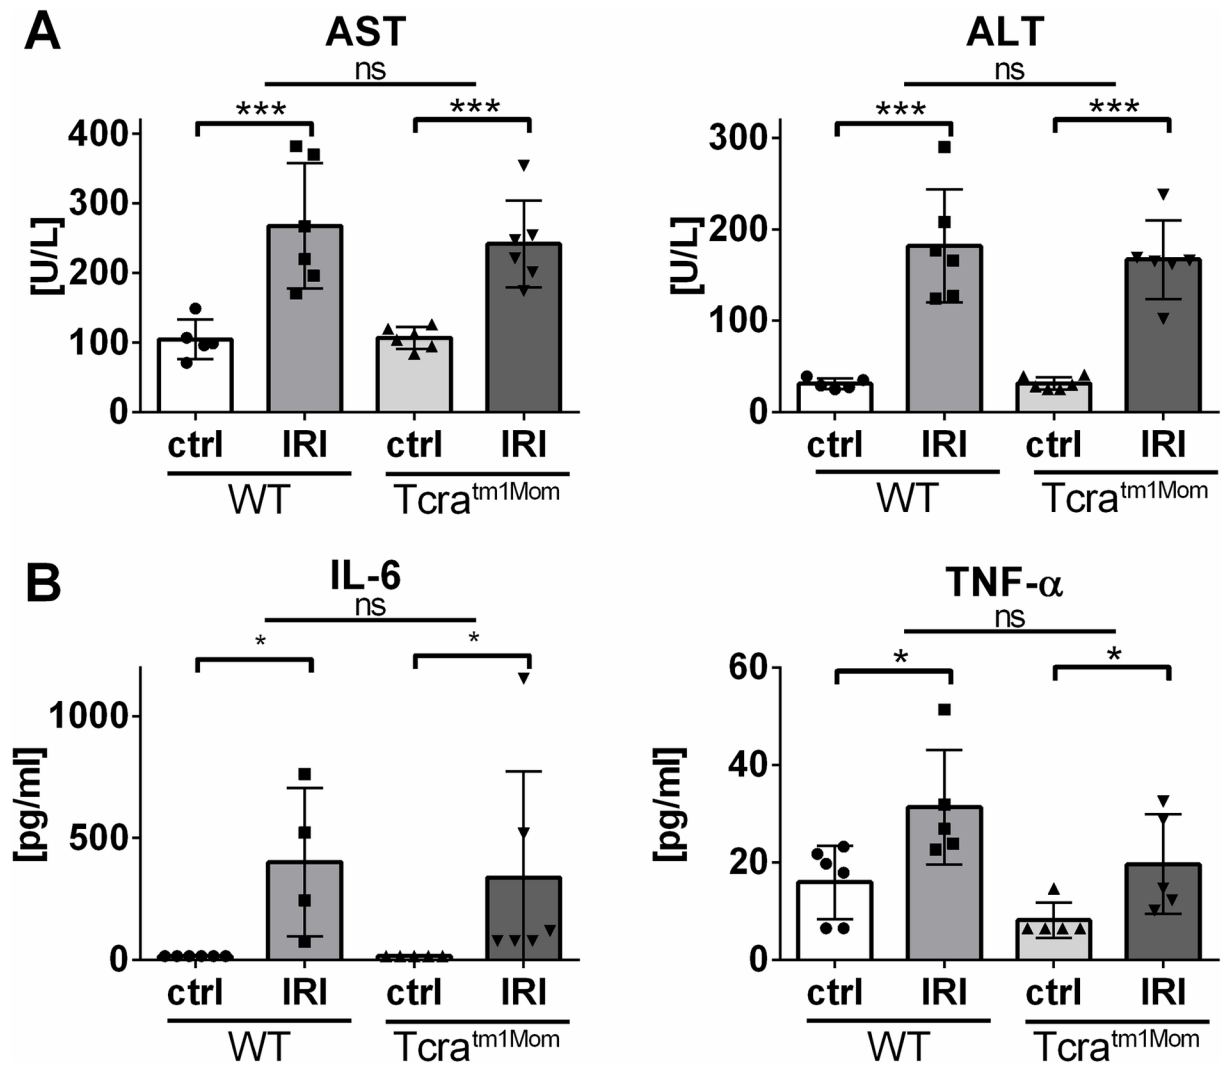 A
AST
ns
*** ***
400
300
200
100
0
[U/L]
ctrl IRI ctrl IRI
WT Tcra^tm1Mom
ALT
ns
*** ***
300
200
100
0
[U/L]
ctrl IRI ctrl IRI
WT Tcra^tm1Mom
B
IL-6
ns
* *
1000
500
0
[pg/ml]
ctrl IRI ctrl IRI
WT Tcra^tm1Mom
TNF-α
ns
* *
60
40
20
0
[pg/ml]
ctrl IRI ctrl IRI
WT Tcra^tm1Mom